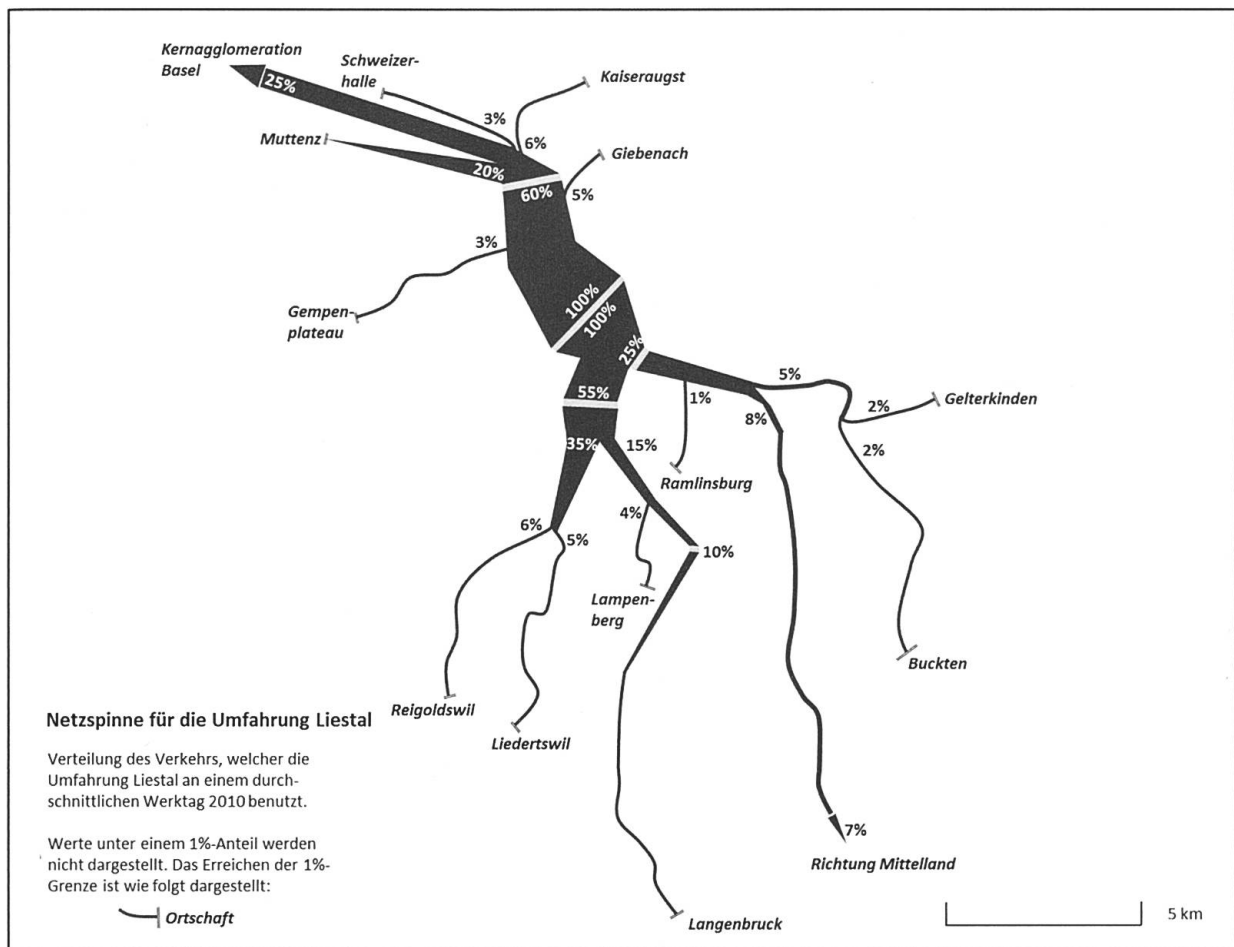 Kernagglomeration
Basel
25%
Schweizer-
halle
Kaiseraugst
3%
6%
Muttenz
20%
60%
Giebenach
5%
3%
Gempen-
plateau
100%
100%
25%
55%
5%
1%
8%
2%
Gelterkinden
2%
35%
15%
Ramlinsburg
6%
5%
4%
10%
Lampen-
berg
Buckten
Reigoldswil
Liedertswil
Netzspinne für die Umfahrung Liestal
Verteilung des Verkehrs, welcher die
Umfahrung Liestal an einem durch-
schnittlichen Werktag 2010 benutzt.
Werte unter einem 1%-Anteil werden
nicht dargestellt. Das Erreichen der 1%-
Grenze ist wie folgt dargestellt:
Ortschaft
7%
Richtung Mittelland
Langenbruck
5 km